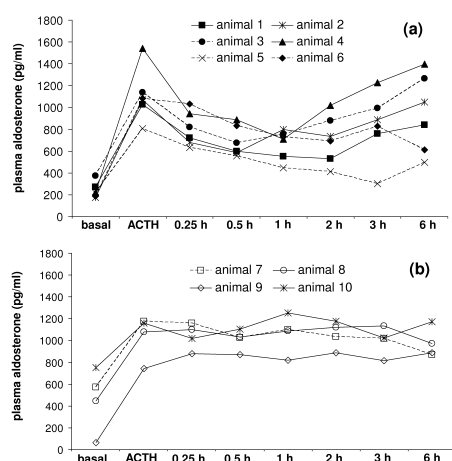 1800
1600
1400
1200
1000
800
600
400
200
0
plasma aldosterone (pg/ml)
animal 1 animal 2
animal 3 animal 4
animal 5 animal 6
(a)
basal ACTH 0.25 h 0.5 h 1 h 2 h 3 h 6 h
1800
1600
1400
1200
1000
800
600
400
200
0
plasma aldosterone (pg/ml)
animal 7 animal 8
animal 9 animal 10
(b)
basal ACTH 0.25 h 0.5 h 1 h 2 h 3 h 6 h